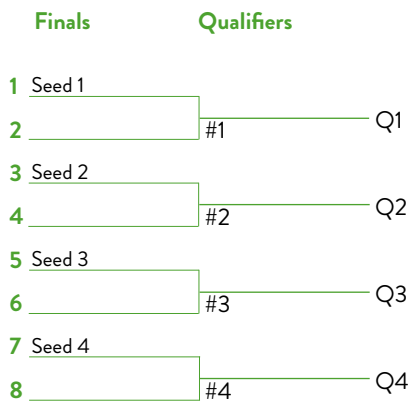 Finals Qualifiers
1 Seed 1
2 #1 Q1
3 Seed 2
4 #2 Q2
5 Seed 3
6 #3 Q3
7 Seed 4
8 #4 Q4